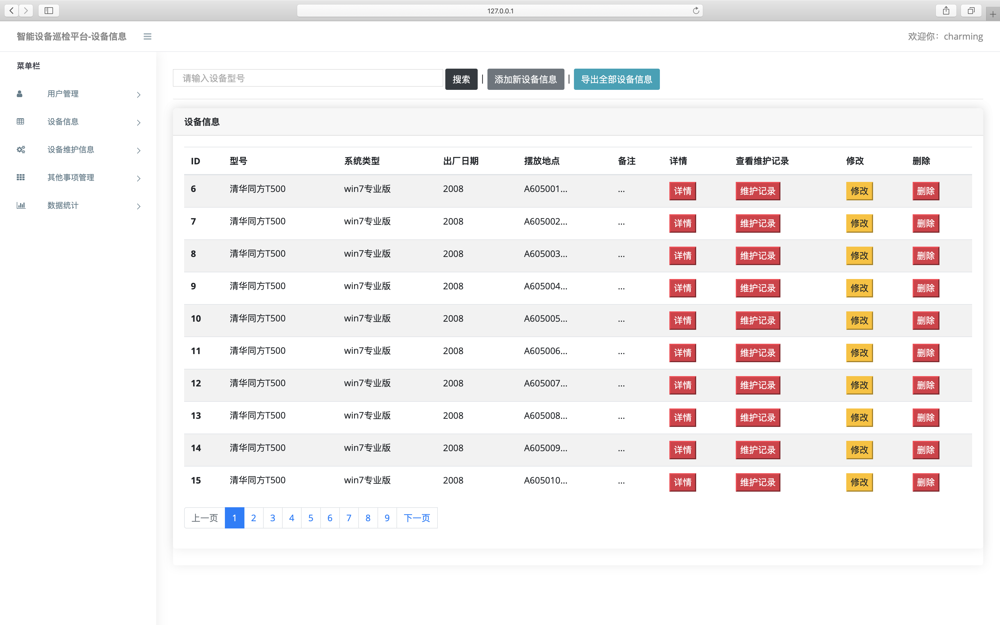 127.0.0.1
智能设备巡检平台-设备信息
欢迎你：charming
菜单栏
用户管理
设备信息
设备维护信息
其他事项管理
数据统计
请输入设备型号 搜索 | 添加新设备信息 | 导出全部设备信息
设备信息
ID 型号 系统类型 出厂日期 摆放地点 备注 详情 查看维护记录 修改 删除
6 清华同方T500 win7专业版 2008 A605001... ... 详情 维护记录 修改 删除
7 清华同方T500 win7专业版 2008 A605002... ... 详情 维护记录 修改 删除
8 清华同方T500 win7专业版 2008 A605003... ... 详情 维护记录 修改 删除
9 清华同方T500 win7专业版 2008 A605004... ... 详情 维护记录 修改 删除
10 清华同方T500 win7专业版 2008 A605005... ... 详情 维护记录 修改 删除
11 清华同方T500 win7专业版 2008 A605006... ... 详情 维护记录 修改 删除
12 清华同方T500 win7专业版 2008 A605007... ... 详情 维护记录 修改 删除
13 清华同方T500 win7专业版 2008 A605008... ... 详情 维护记录 修改 删除
14 清华同方T500 win7专业版 2008 A605009... ... 详情 维护记录 修改 删除
15 清华同方T500 win7专业版 2008 A605010... ... 详情 维护记录 修改 删除
上一页 1 2 3 4 5 6 7 8 9 下一页